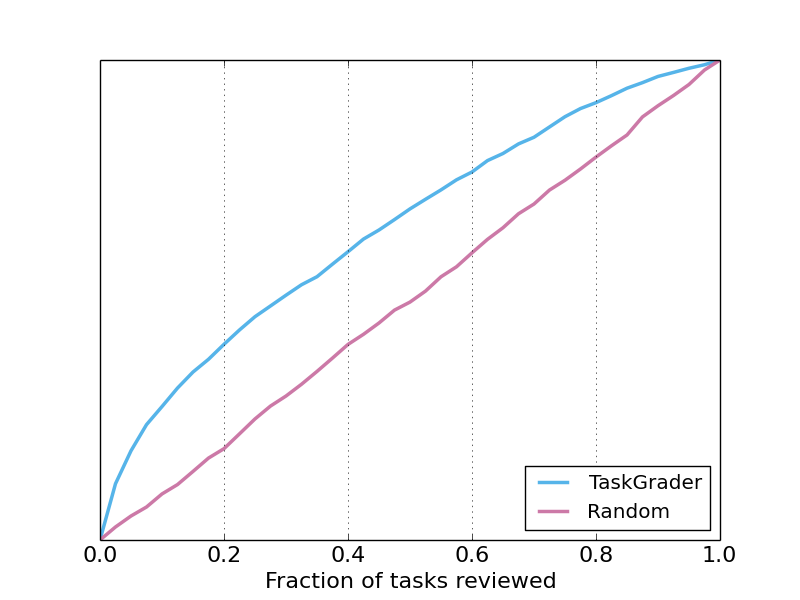 TaskGrader
Random
0.0 0.2 0.4 0.6 0.8 1.0
Fraction of tasks reviewed